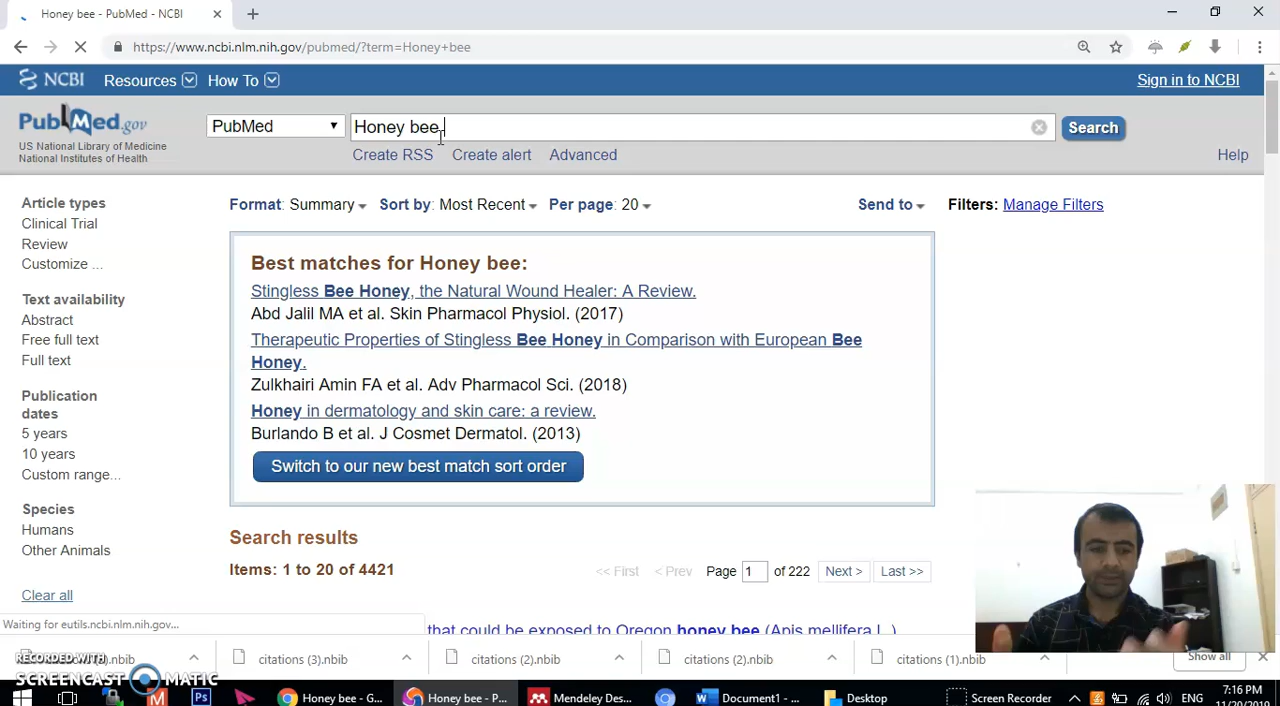 Honey bee - PubMed - NCBI
https://www.ncbi.nlm.nih.gov/pubmed/?term=Honey+bee
NCBI Resources How To Sign in to NCBI
PubMed.gov
US National Library of Medicine
National Institutes of Health
PubMed
Honey bee
Search
Create RSS Create alert Advanced Help
Article types
Clinical Trial
Review
Customize ...
Text availability
Abstract
Free full text
Full text
Publication
dates
5 years
10 years
Custom range...
Species
Humans
Other Animals
Clear all
Format: Summary Sort by: Most Recent Per page: 20 Send to Filters: Manage Filters
Best matches for Honey bee:
Stingless Bee Honey, the Natural Wound Healer: A Review.
Abd Jalil MA et al. Skin Pharmacol Physiol. (2017)
Therapeutic Properties of Stingless Bee Honey in Comparison with European Bee
Honey.
Zulkhairi Amin FA et al. Adv Pharmacol Sci. (2018)
Honey in dermatology and skin care: a review.
Burlando B et al. J Cosmet Dermatol. (2013)
Switch to our new best match sort order
Search results
Items: 1 to 20 of 4421
<< First < Prev Page 1 of 222 Next > Last >>
that could be exposed to Oregon honey bee (Apis mellifera L.)
Waiting for eutils.ncbi.nlm.nih.gov...
.nbib citations (3).nbib citations (2).nbib citations (2).nbib citations (1).nbib Show all
RECORDED WITH
SCREENCAST MATIC
Honey bee - G... Honey bee - P... Mendeley Des... Document1 - ... Desktop Screen Recorder ENG
7:16 PM
11/20/2019